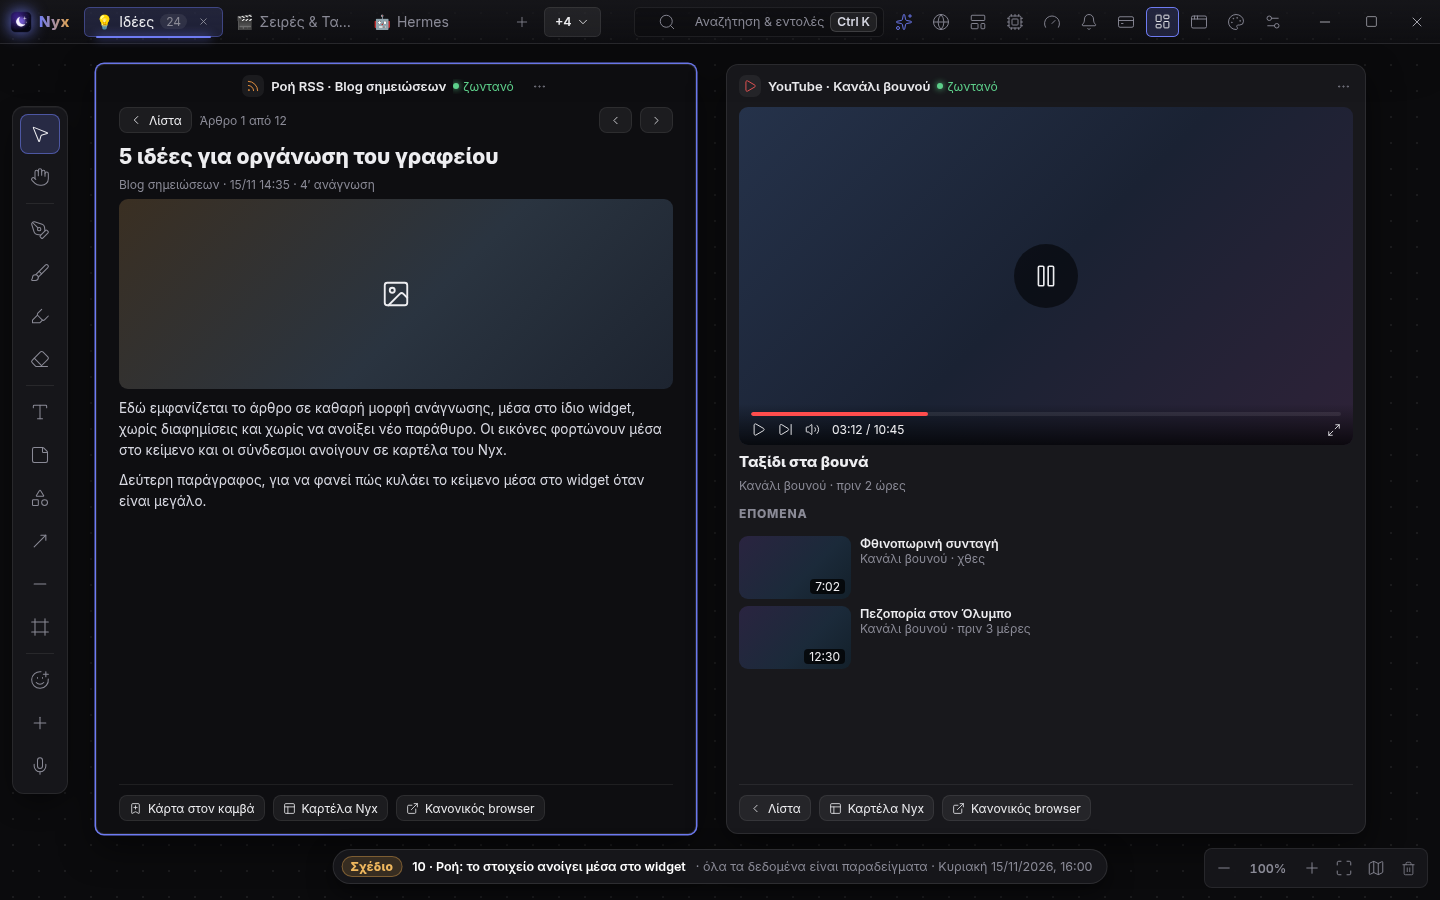 Nyx
💡 Ιδέες 24
🎬 Σειρές & Τα...
🤖 Hermes
+4
Αναζήτηση & εντολές Ctrl K
Ροή RSS · Blog σημειώσεων ζωντανό
Λίστα Άρθρο 1 από 12
5 ιδέες για οργάνωση του γραφείου
Blog σημειώσεων · 15/11 14:35 · 4′ ανάγνωση
Εδώ εμφανίζεται το άρθρο σε καθαρή μορφή ανάγνωσης, μέσα στο ίδιο widget,
χωρίς διαφημίσεις και χωρίς να ανοίξει νέο παράθυρο. Οι εικόνες φορτώνουν μέσα
στο κείμενο και οι σύνδεσμοι ανοίγουν σε καρτέλα του Nyx.
Δεύτερη παράγραφος, για να φανεί πώς κυλάει το κείμενο μέσα στο widget όταν
είναι μεγάλο.
Κάρτα στον καμβά Καρτέλα Nyx Κανονικός browser
YouTube · Κανάλι βουνού ζωντανό
03:12 / 10:45
Ταξίδι στα βουνά
Κανάλι βουνού · πριν 2 ώρες
ΕΠΟΜΕΝΑ
Φθινοπωρινή συνταγή
Κανάλι βουνού · χθες
7:02
Πεζοπορία στον Όλυμπο
Κανάλι βουνού · πριν 3 μέρες
12:30
Λίστα Καρτέλα Nyx Κανονικός browser
Σχέδιο 10 · Ροή: το στοιχείο ανοίγει μέσα στο widget · όλα τα δεδομένα είναι παραδείγματα · Κυριακή 15/11/2026, 16:00
100%